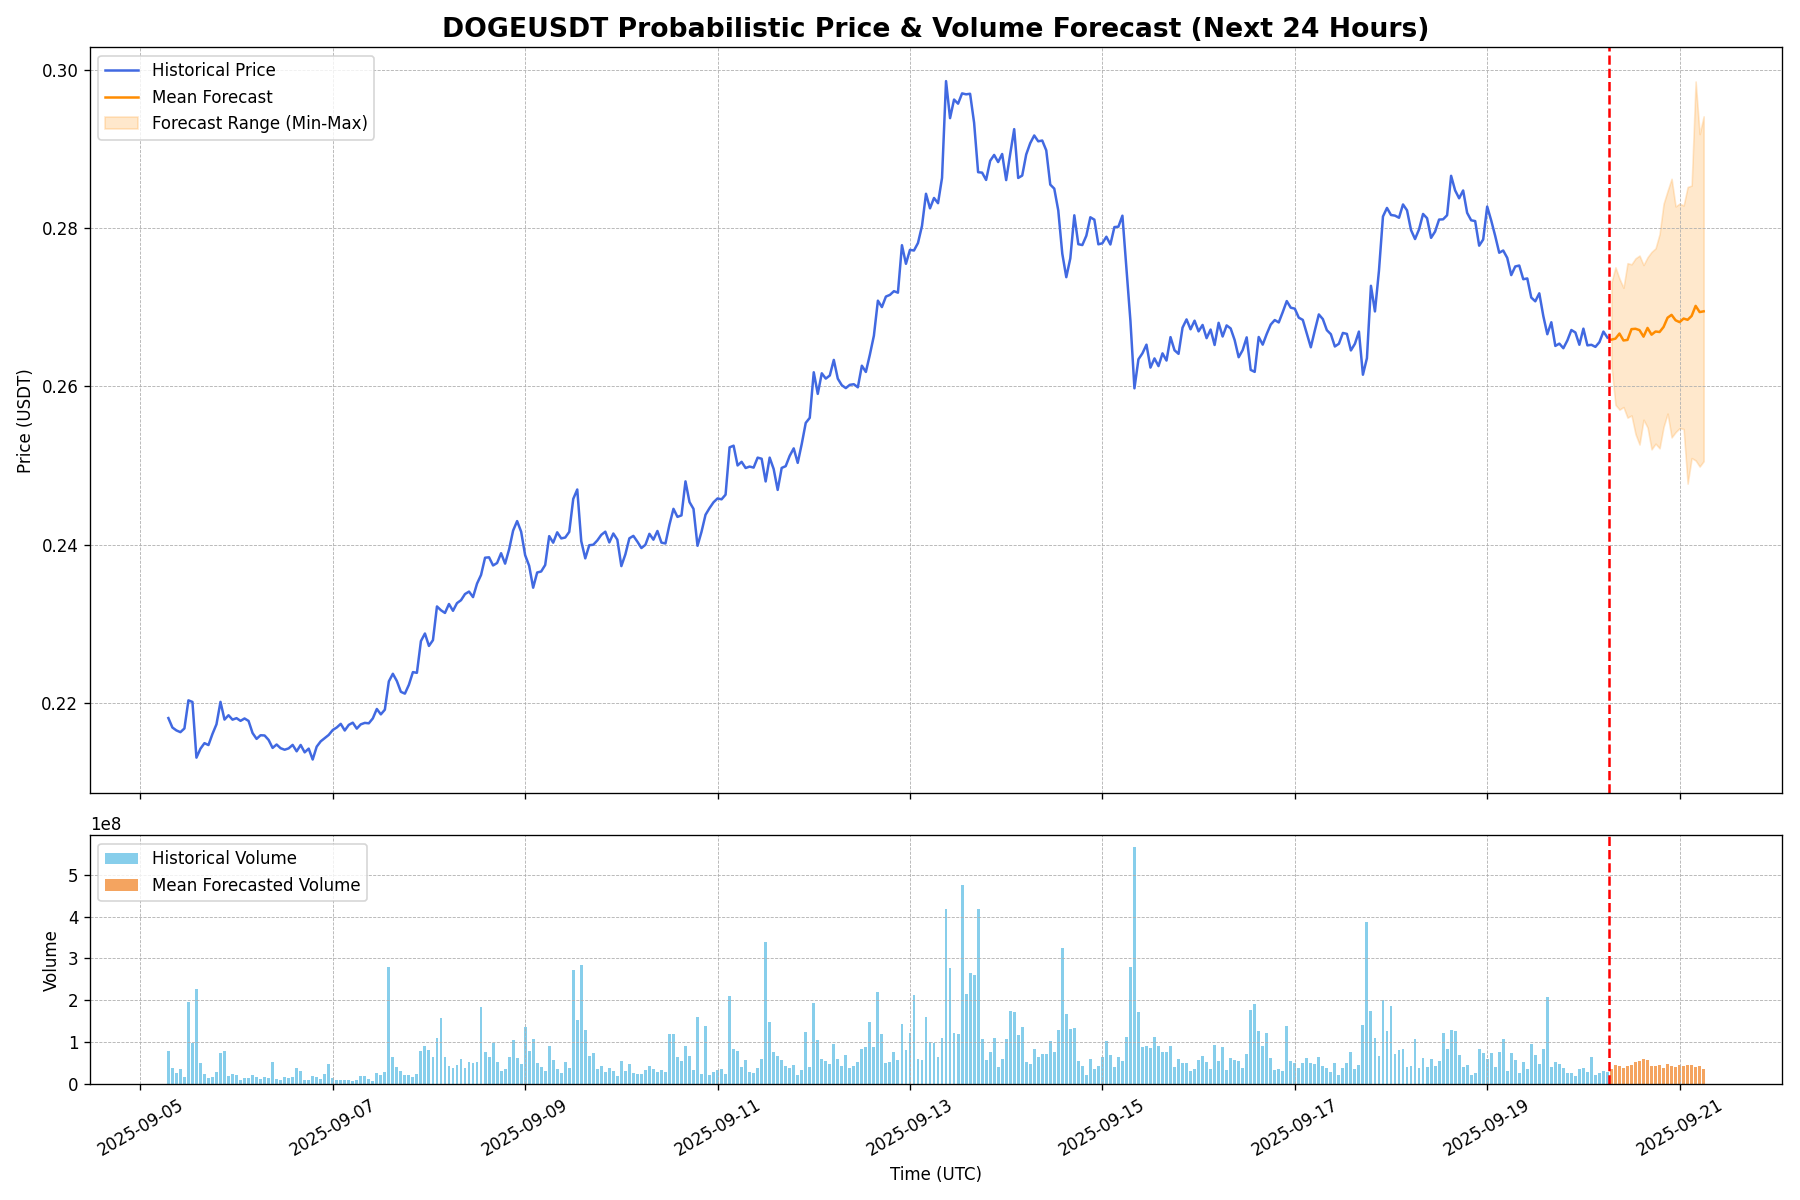 DOGEUSDT Probabilistic Price & Volume Forecast (Next 24 Hours)
Historical Price
Mean Forecast
Forecast Range (Min-Max)
0.30
0.28
0.26
0.24
0.22
Price (USDT)
1e8
Historical Volume
Mean Forecasted Volume
5
4
3
2
1
0
Volume
2025-09-05
2025-09-07
2025-09-09
2025-09-11
2025-09-13
2025-09-15
2025-09-17
2025-09-19
2025-09-21
Time (UTC)